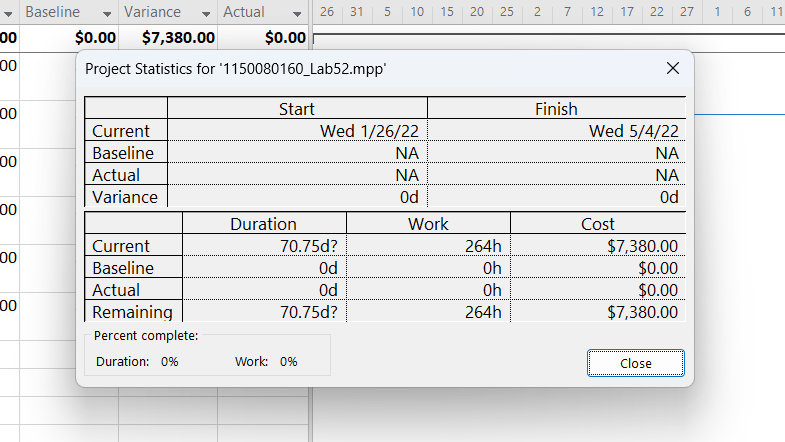 Baseline Variance Actual 26 31 5 10 15 20 25 2 7 12 17 22 27 1 6 11
00 $0.00 $7,380.00 $0.00
Project Statistics for '1150080160_Lab52.mpp'
00
00
00
00
00
00
Start Finish
Current Wed 1/26/22 Wed 5/4/22
Baseline NA NA
Actual NA NA
Variance 0d 0d
Duration Work Cost
Current 70.75d? 264h $7,380.00
Baseline 0d 0h $0.00
Actual 0d 0h $0.00
Remaining 70.75d? 264h $7,380.00
Percent complete:
Duration: 0% Work: 0%
Close